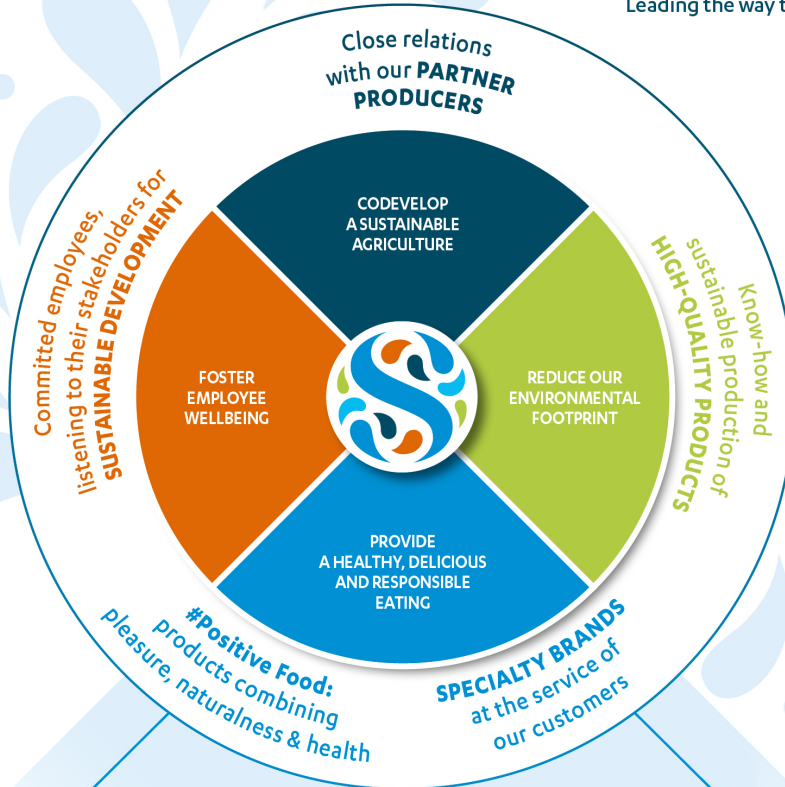 Leading the way t
Close relations
with our PARTNER
PRODUCERS
CODEVELOP
A SUSTAINABLE
AGRICULTURE
Committed employees,
listening to their stakeholders for
SUSTAINABLE DEVELOPMENT
FOSTER
EMPLOYEE
WELLBEING
REDUCE OUR
ENVIRONMENTAL
FOOTPRINT
Know-how and
sustainable production of
HIGH-QUALITY PRODUCTS
PROVIDE
A HEALTHY, DELICIOUS
AND RESPONSIBLE
EATING
#Positive Food:
products combining
pleasure, naturalness & health
SPECIALTY BRANDS
at the service of
our customers